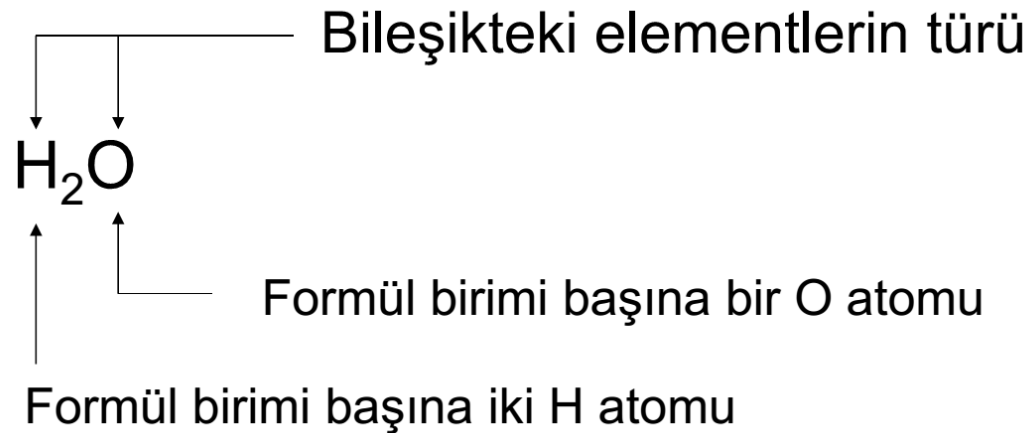 Bileşikteki elementlerin türü
H₂O
Formül birimi başına bir O atomu
Formül birimi başına iki H atomu